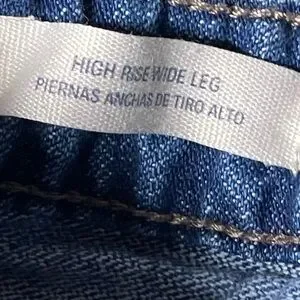 HIGH RISE WIDE LEG
PIERNAS ANCHAS DE TIRO ALTO